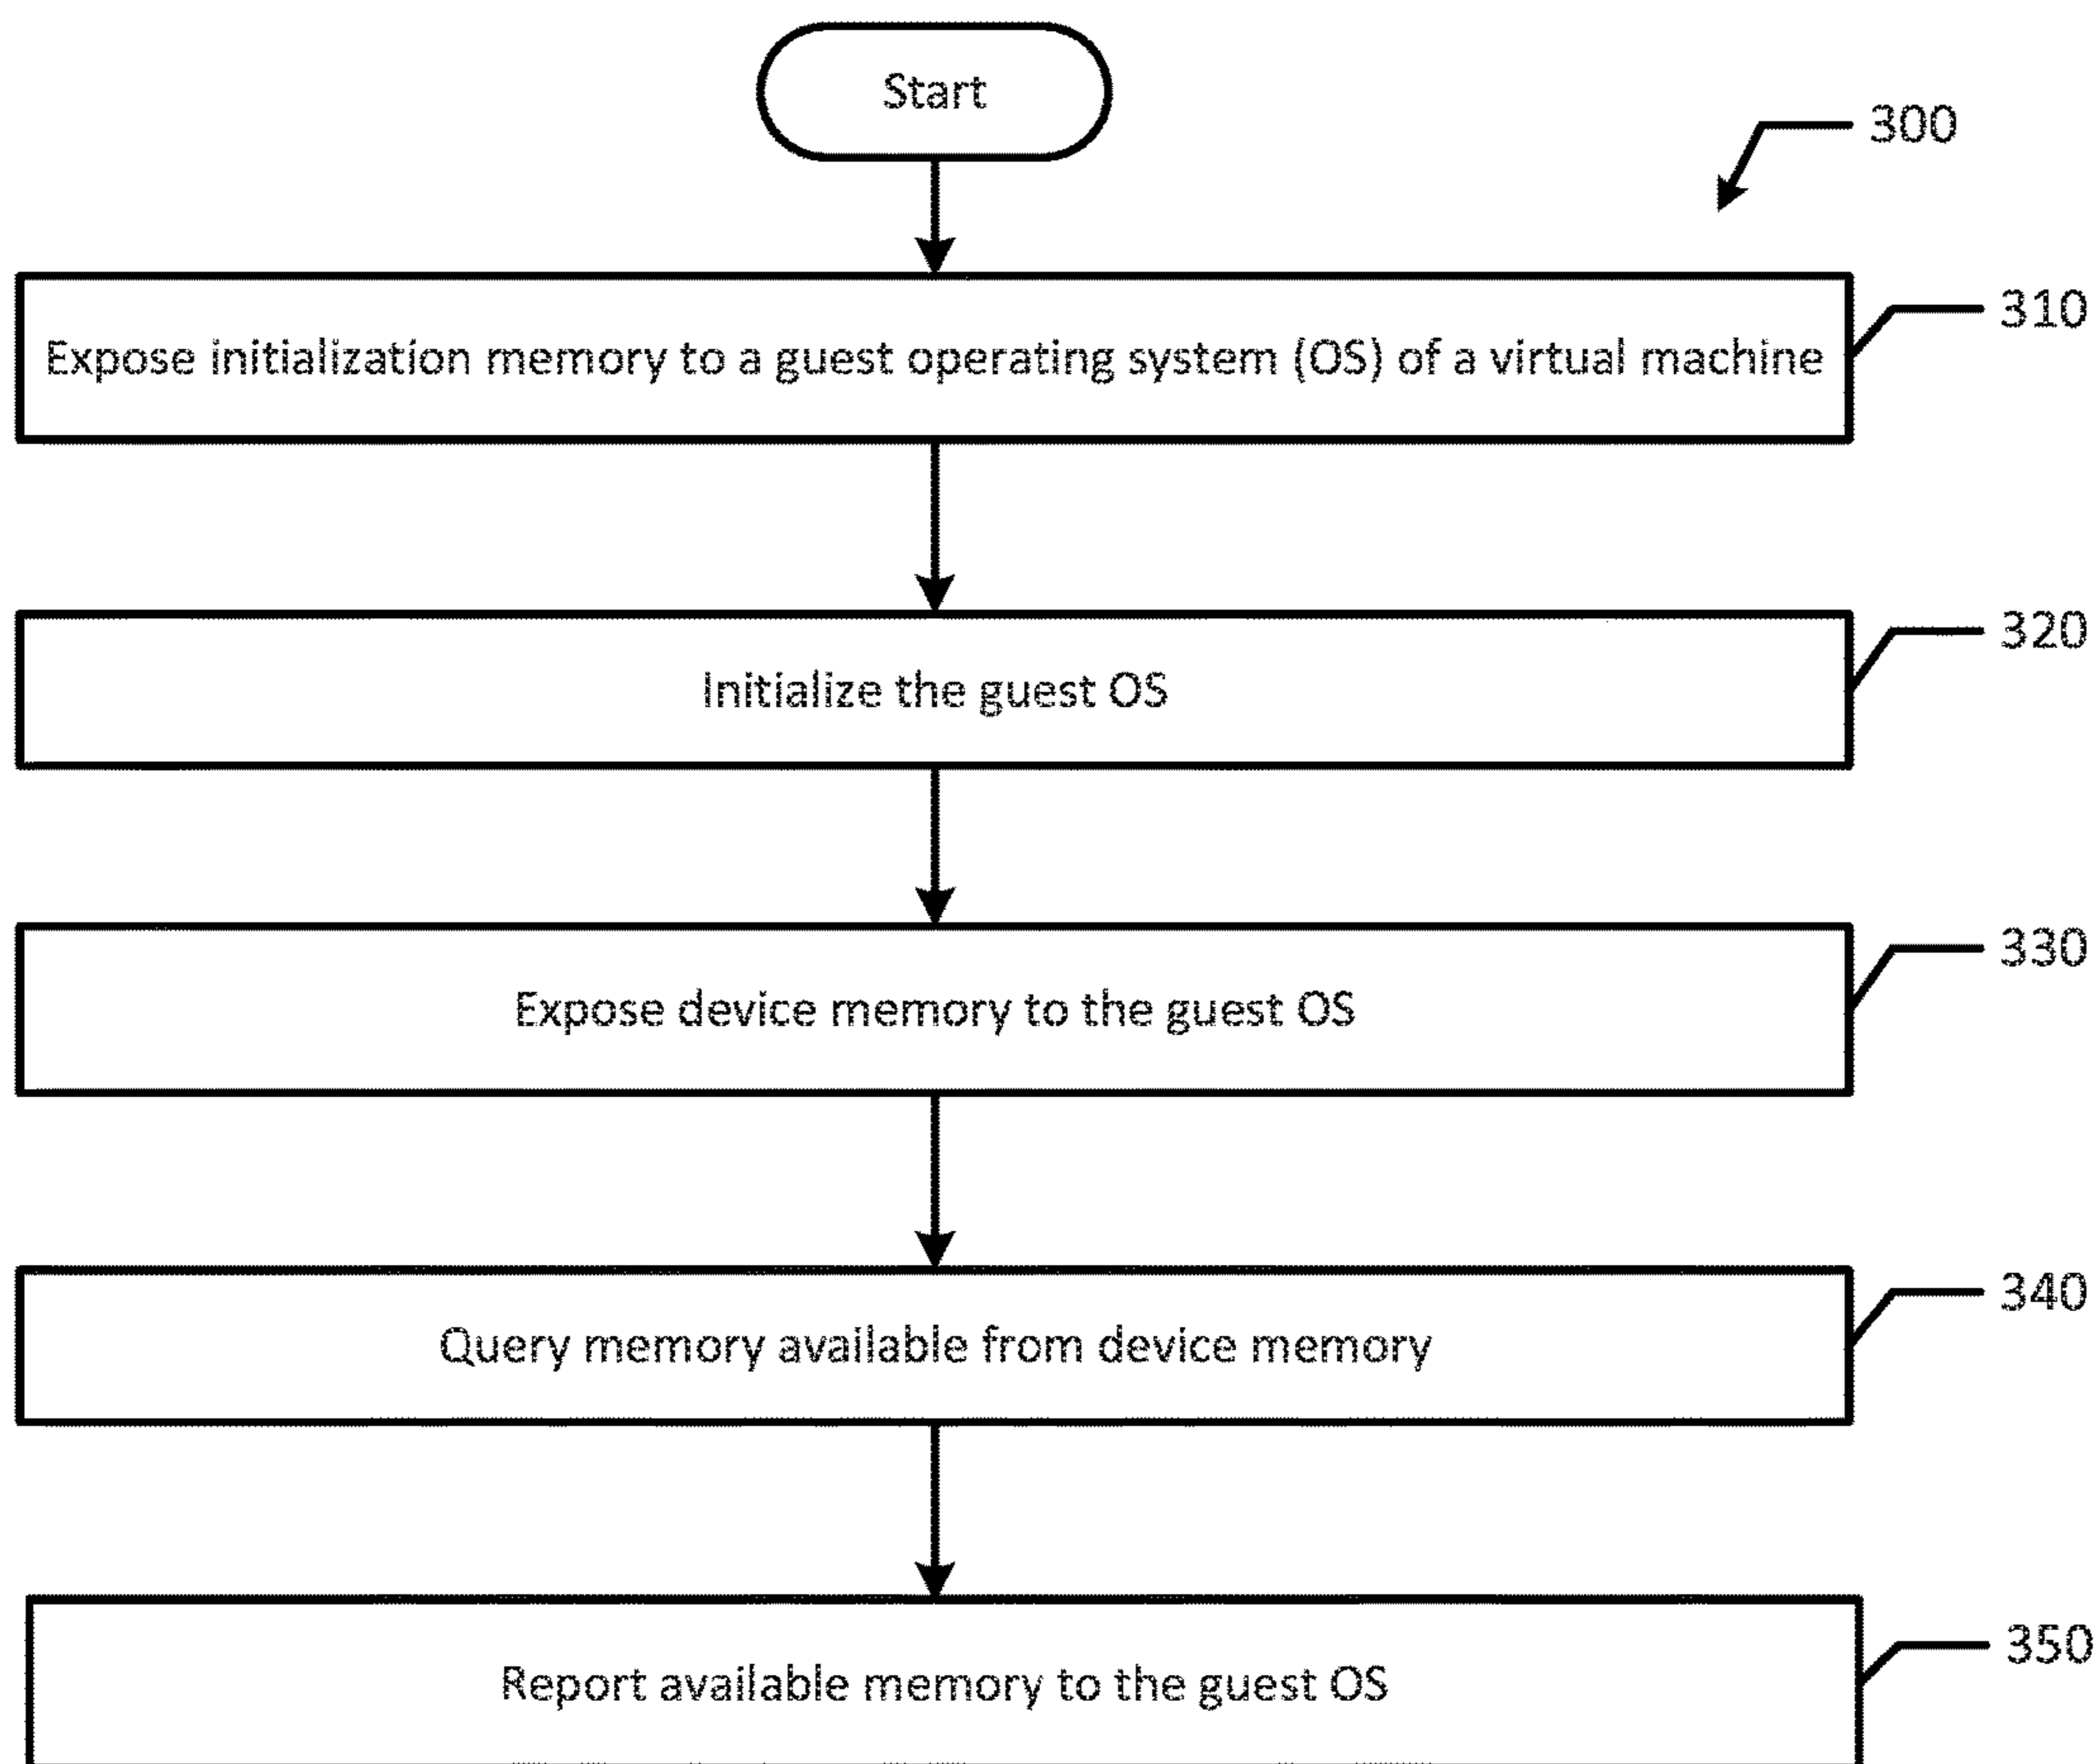 Start
300
Expose initialization memory to a guest operating system (OS) of a virtual machine
310
Initialize the guest OS
320
Expose device memory to the guest OS
330
Query memory available from device memory
340
Report available memory to the guest OS
350